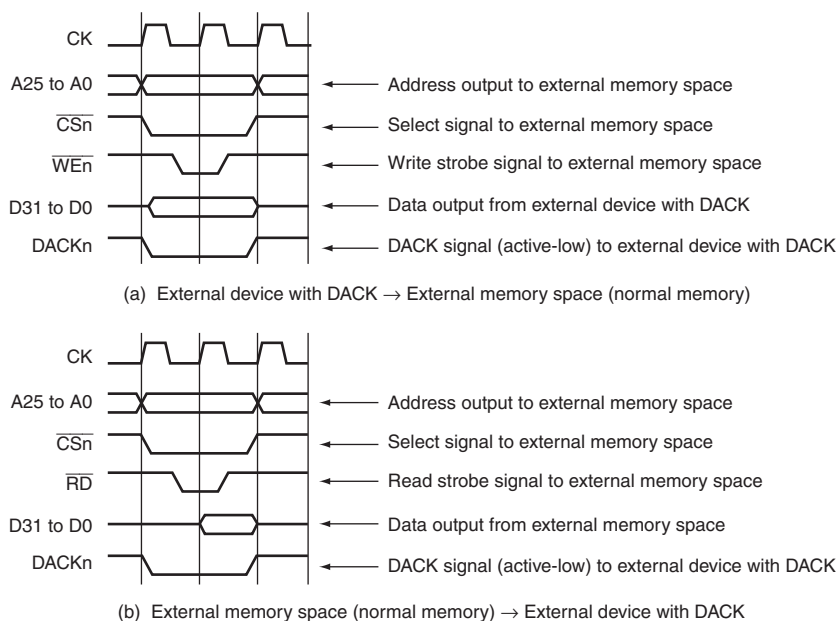 CK
A25 to A0 Address output to external memory space
CSn Select signal to external memory space
WEn Write strobe signal to external memory space
D31 to D0 Data output from external device with DACK
DACKn DACK signal (active-low) to external device with DACK
(a) External device with DACK → External memory space (normal memory)
CK
A25 to A0 Address output to external memory space
CSn Select signal to external memory space
RD Read strobe signal to external memory space
D31 to D0 Data output from external memory space
DACKn DACK signal (active-low) to external device with DACK
(b) External memory space (normal memory) → External device with DACK